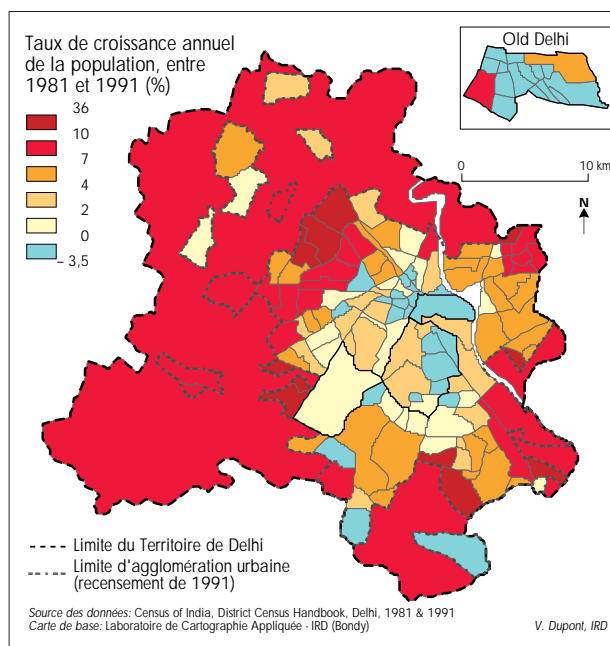 Taux de croissance annuel
de la population, entre
1981 et 1991 (%)
36
10
7
4
2
0
– 3,5
Old Delhi
0 10 km
N
Limite du Territoire de Delhi
Limite d'agglomération urbaine
(recensement de 1991)
Source des données: Census of India, District Census Handbook, Delhi, 1981 & 1991
Carte de base: Laboratoire de Cartographie Appliquée - IRD (Bondy)
V. Dupont, IRD